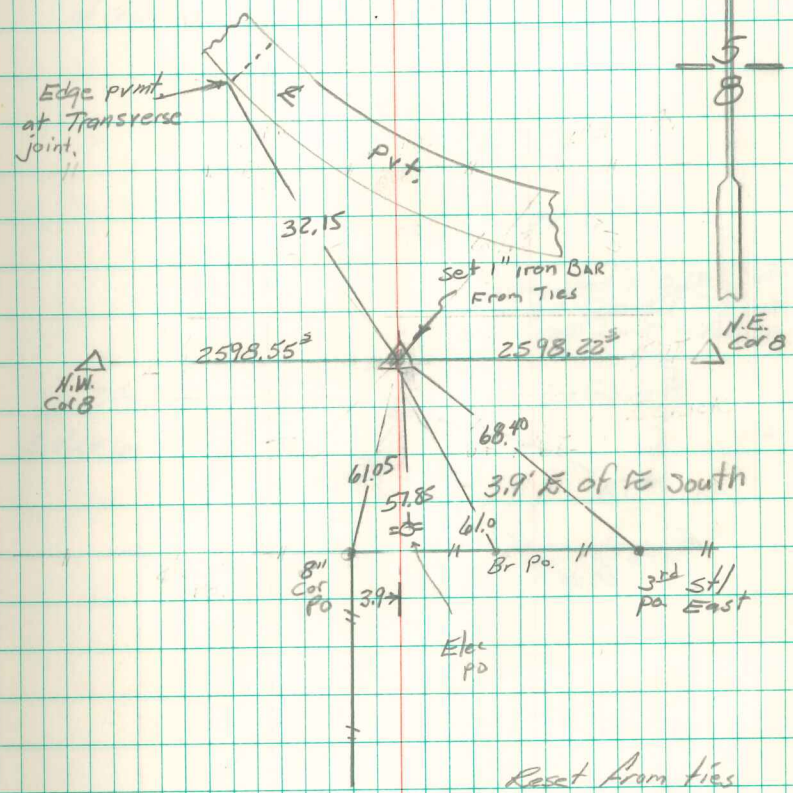 5
8
Edge pvmt.
at Transverse
joint.
Pvt.
32.15
Set 1" Iron BAR
From Ties
2598.55ˢ
2598.22ˢ
N.W.
Cor 8
N.E.
Cor 8
68.40
61.05
57.85
61.0
3.9' E of FE South
8"
Cor
Po
3.9→
Br Po.
3rd Stl
po. East
Elec
po
Reset from ties